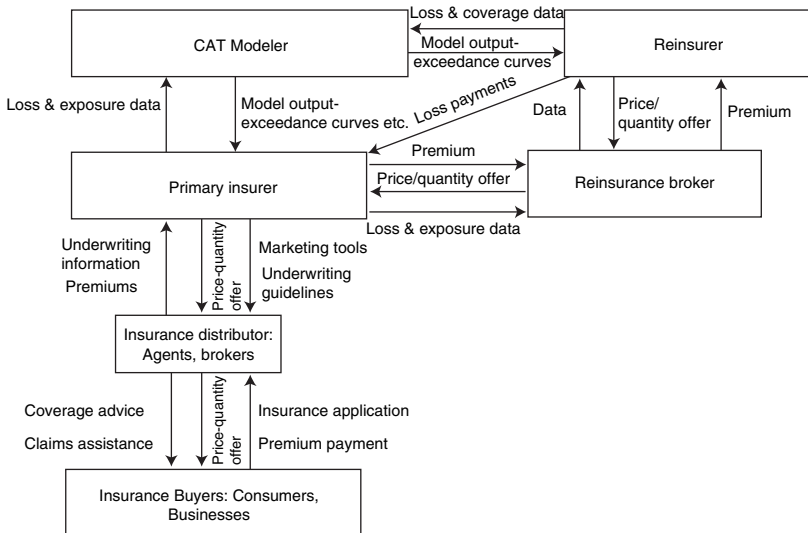 Loss & coverage data
CAT Modeler
Reinsurer
Model output-
exceedance curves
Loss & exposure data
Model output-
exceedance curves etc.
Loss payments
Data
Price/
quantity offer
Premium
Premium
Primary insurer
Price/quantity offer
Reinsurance broker
Loss & exposure data
Underwriting
information
Premiums
Price-quantity
offer
Marketing tools
Underwriting
guidelines
Insurance distributor:
Agents, brokers
Coverage advice
Claims assistance
Price-quantity
offer
Insurance application
Premium payment
Insurance Buyers: Consumers,
Businesses